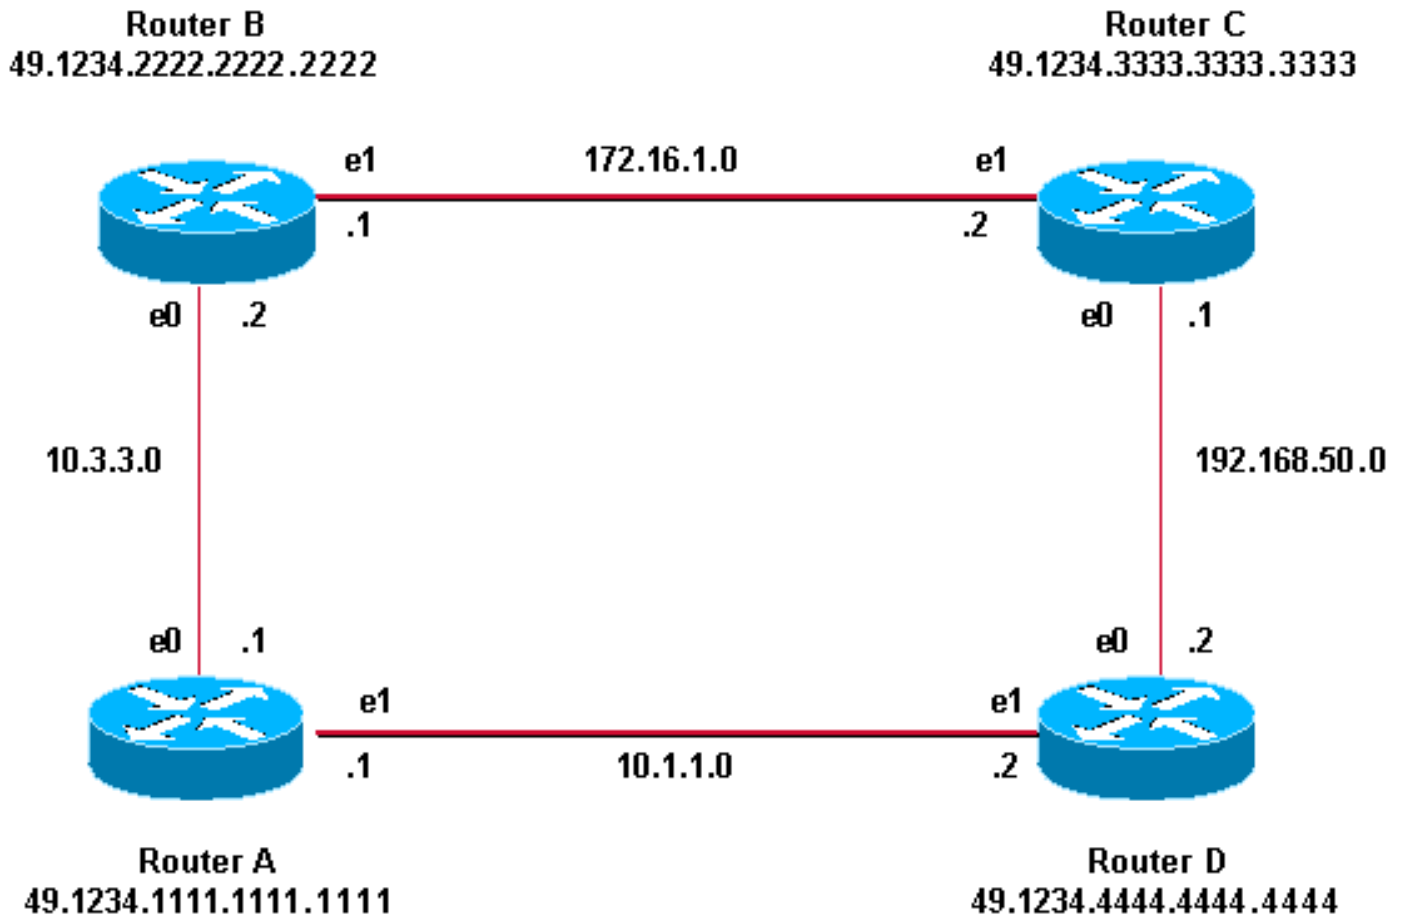 Router B
49.1234.2222.2222.2222
Router C
49.1234.3333.3333.3333
e1
172.16.1.0
e1
.1
.2
e0
.2
e0
.1
10.3.3.0
192.168.50.0
e0
.1
e0
.2
e1
e1
.1
10.1.1.0
.2
Router A
49.1234.1111.1111.1111
Router D
49.1234.4444.4444.4444